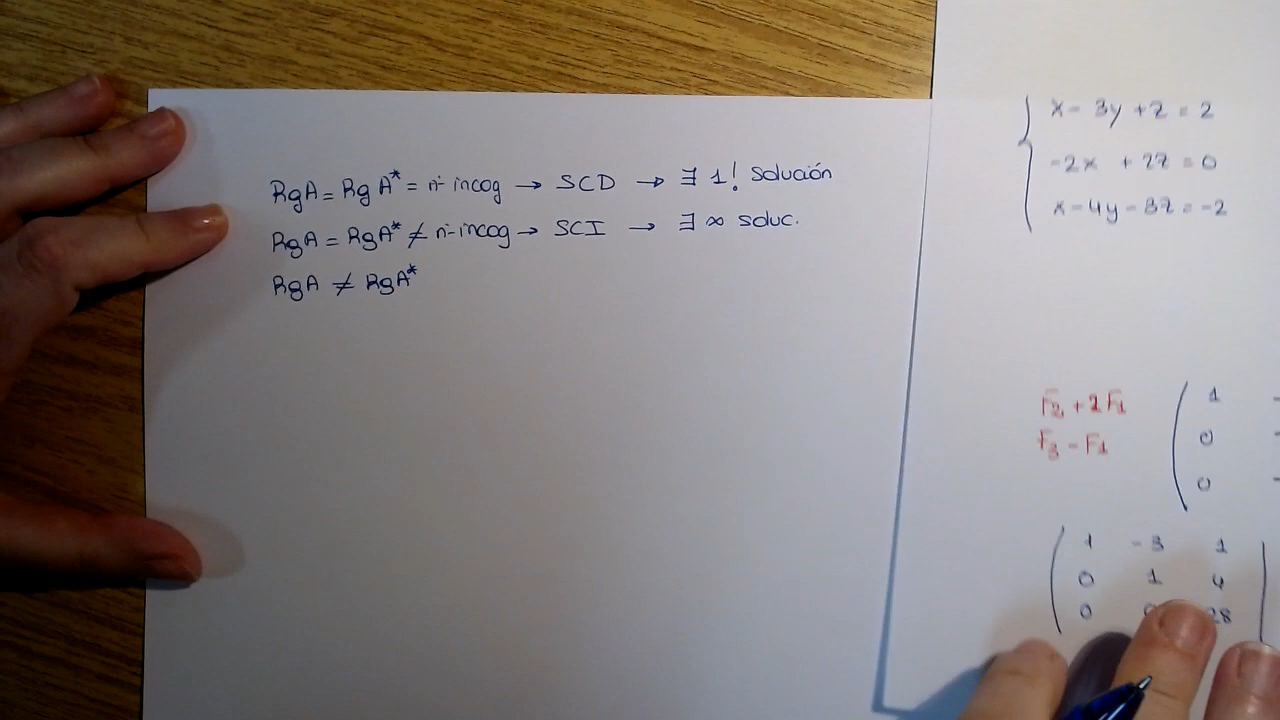 RgA = RgA* = nº incog → SCD → ∃ 1! solución
RgA = RgA* ≠ nº incog → SCI → ∃ ∞ soluc.
RgA ≠ RgA*
x - 3y + z = 2
-2x + 2z = 0
x - 4y - 3z = -2
F2 + 2F1
F3 - F1
1 -
0 -
0 -
1 -3 1
0 1 4
0 28